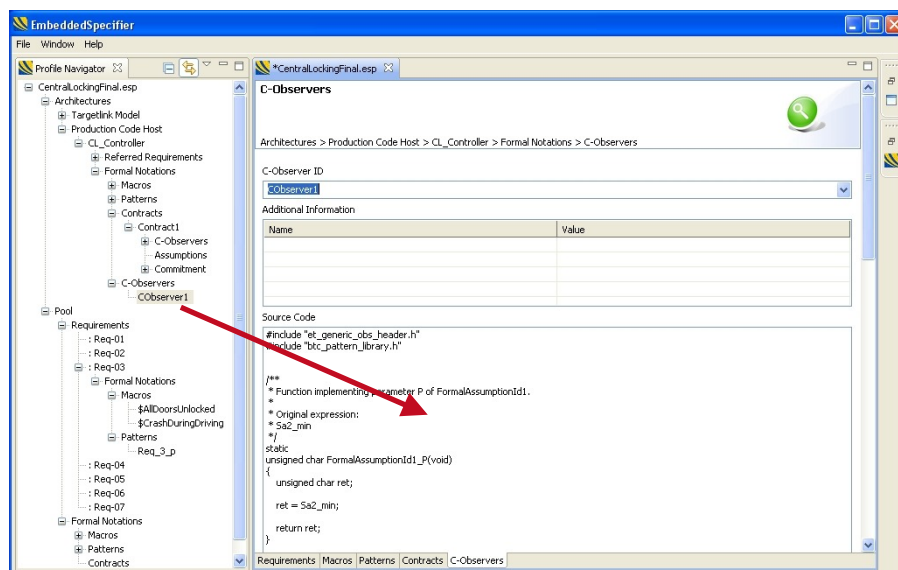 EmbeddedSpecifier
File Window Help
Profile Navigator
CentralLockingFinal.esp
Architectures
Targetlink Model
Production Code Host
CL_Controller
Referred Requirements
Formal Notations
Macros
Patterns
Contracts
Contract1
C-Observers
Assumptions
Commitment
C-Observers
CObserver1
Pool
Requirements
: Req-01
: Req-02
: Req-03
Formal Notations
Macros
$AllDoorsUnlocked
$CrashDuringDriving
Patterns
Req_3_p
: Req-04
: Req-05
: Req-06
: Req-07
Formal Notations
Macros
Patterns
Contracts
*CentralLockingFinal.esp
C-Observers
Architectures > Production Code Host > CL_Controller > Formal Notations > C-Observers
C-Observer ID
CObserver1
Additional Information
Name Value
Source Code
#include "et_generic_obs_header.h"
#include "btc_pattern_library.h"
/**
* Function implementing parameter P of FormalAssumptionId1.
*
* Original expression:
* Sa2_min
*/
static
unsigned char FormalAssumptionId1_P(void)
{
unsigned char ret;
ret = Sa2_min;
return ret;
}
Requirements Macros Patterns Contracts C-Observers